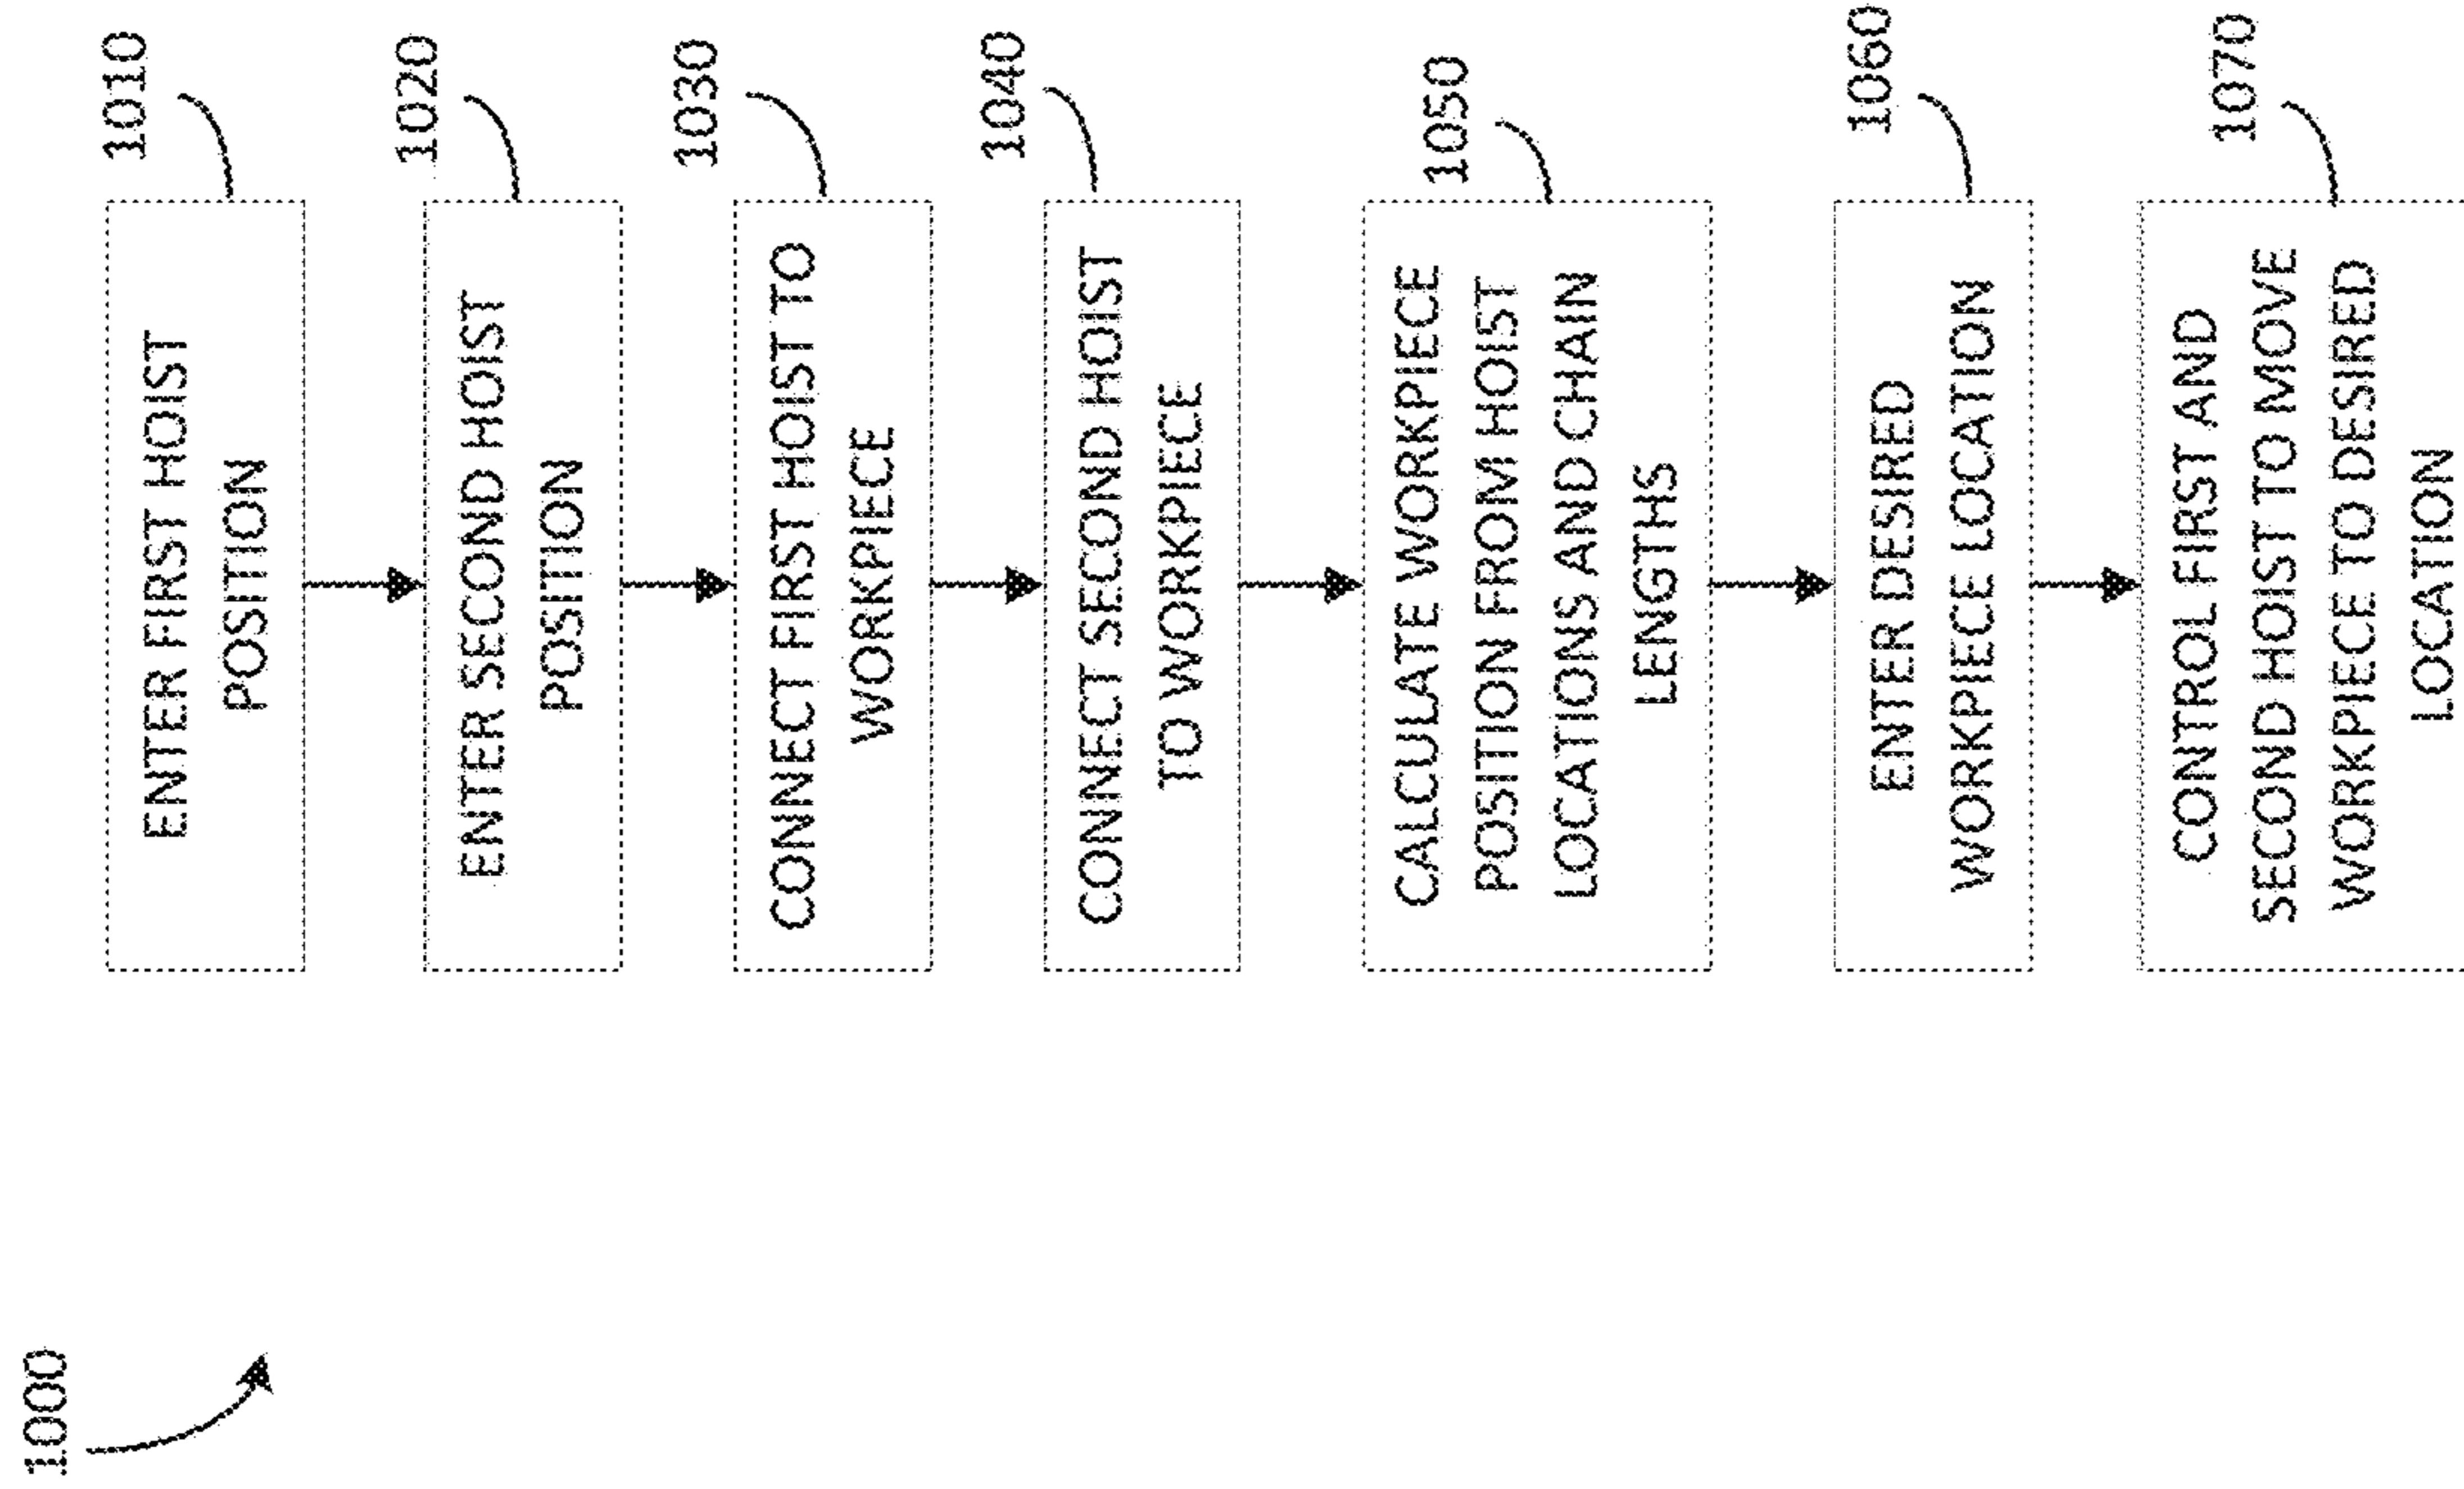 1000
1010
ENTER FIRST HOIST
POSITION
1020
ENTER SECOND HOIST
POSITION
1030
CONNECT FIRST HOIST TO
WORKPIECE
1040
CONNECT SECOND HOIST
TO WORKPIECE
1050
CALCULATE WORKPIECE
POSITION FROM HOIST
LOCATIONS AND CHAIN
LENGTHS
1060
ENTER DESIRED
WORKPIECE LOCATION
1070
CONTROL FIRST AND
SECOND HOIST TO MOVE
WORKPIECE TO DESIRED
LOCATION